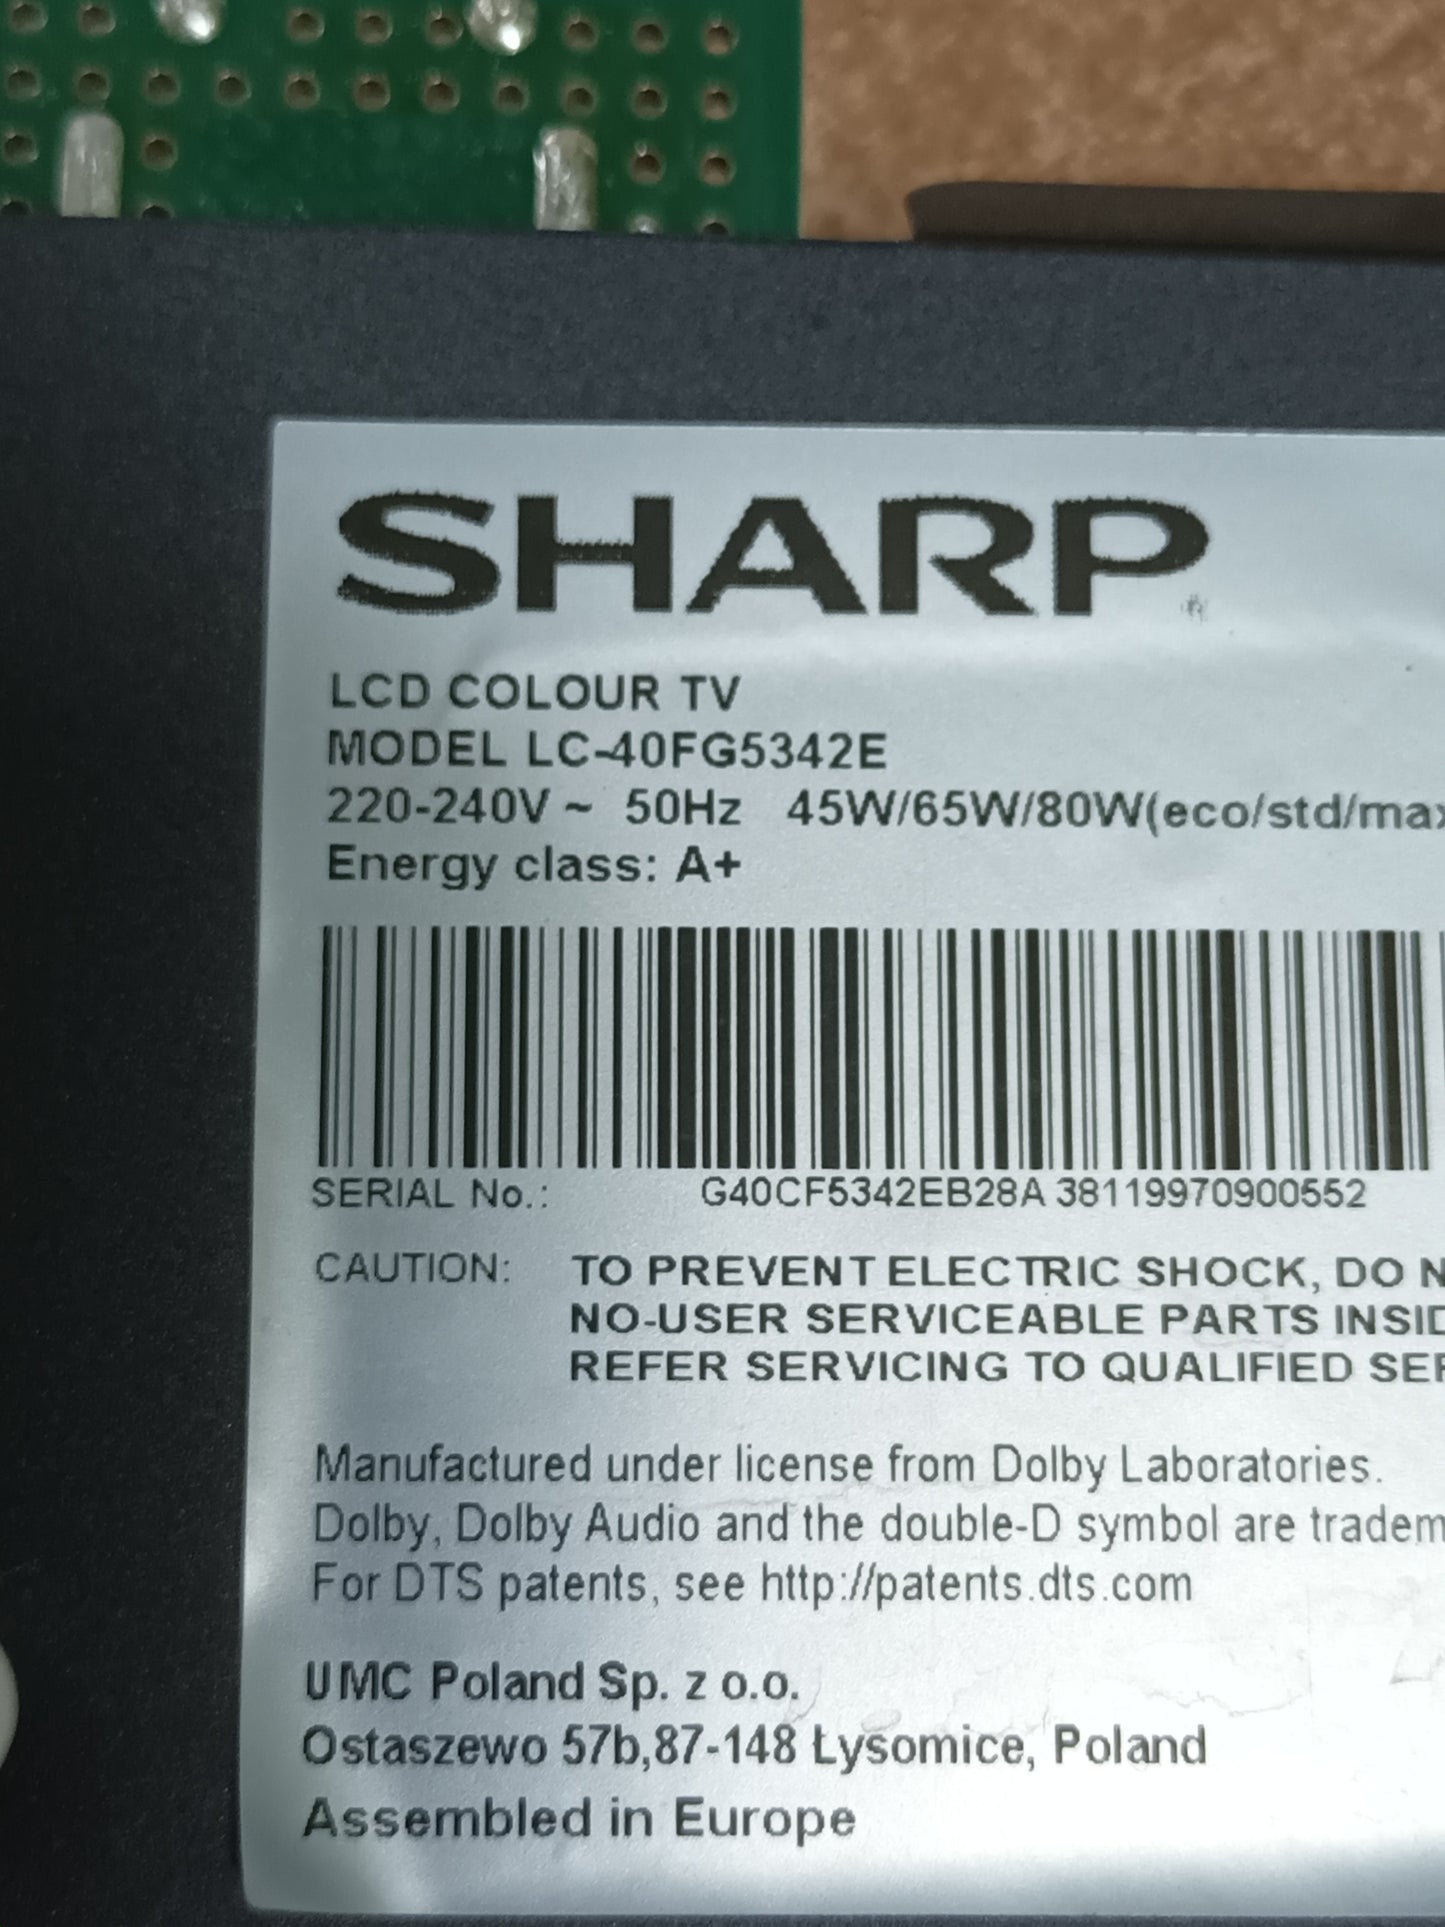 SHARP
LCD COLOUR TV
MODEL LC-40FG5342E
220-240V ~ 50Hz 45W/65W/80W(eco/std/max
Energy class: A+
SERIAL No.: G40CF5342EB28A 38119970900552
CAUTION: TO PREVENT ELECTRIC SHOCK, DO
NO-USER SERVICEABLE PARTS
REFER SERVICING TO QUALIFIED
Manufactured under license from Dolby Laboratories.
Dolby, Dolby Audio and the double-D symbol are
For DTS patents, see http://patents.dts.com
UMC Poland Sp. z o.o.
Ostaszewo 57b,87-148 Łysomice, Poland
Assembled in Europe